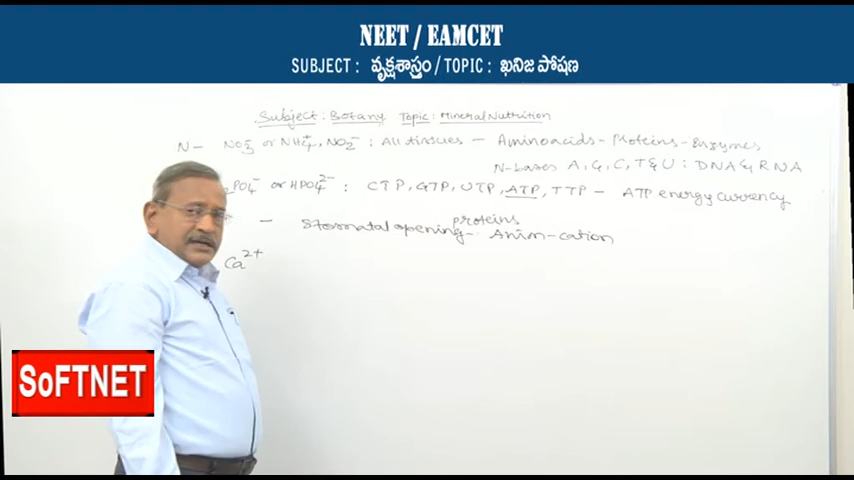 NEET / EAMCET
SUBJECT : వృక్షశాస్త్రం / TOPIC : ఖనిజ పోషణ
Subject : Botany Topic : Mineral Nutrition
N - NO₃⁻ or NH₄⁺, NO₂⁻ : All tissues - Aminoacids - Proteins - Enzymes
N-bases A, G, C, T & U : DNA & RNA
PO₄⁻ or HPO₄²⁻ : CTP, GTP, UTP, ATP, TTP - ATP energy currency
proteins
- Stomatal opening - Anion - cation
Ca²⁺
SoFTNET